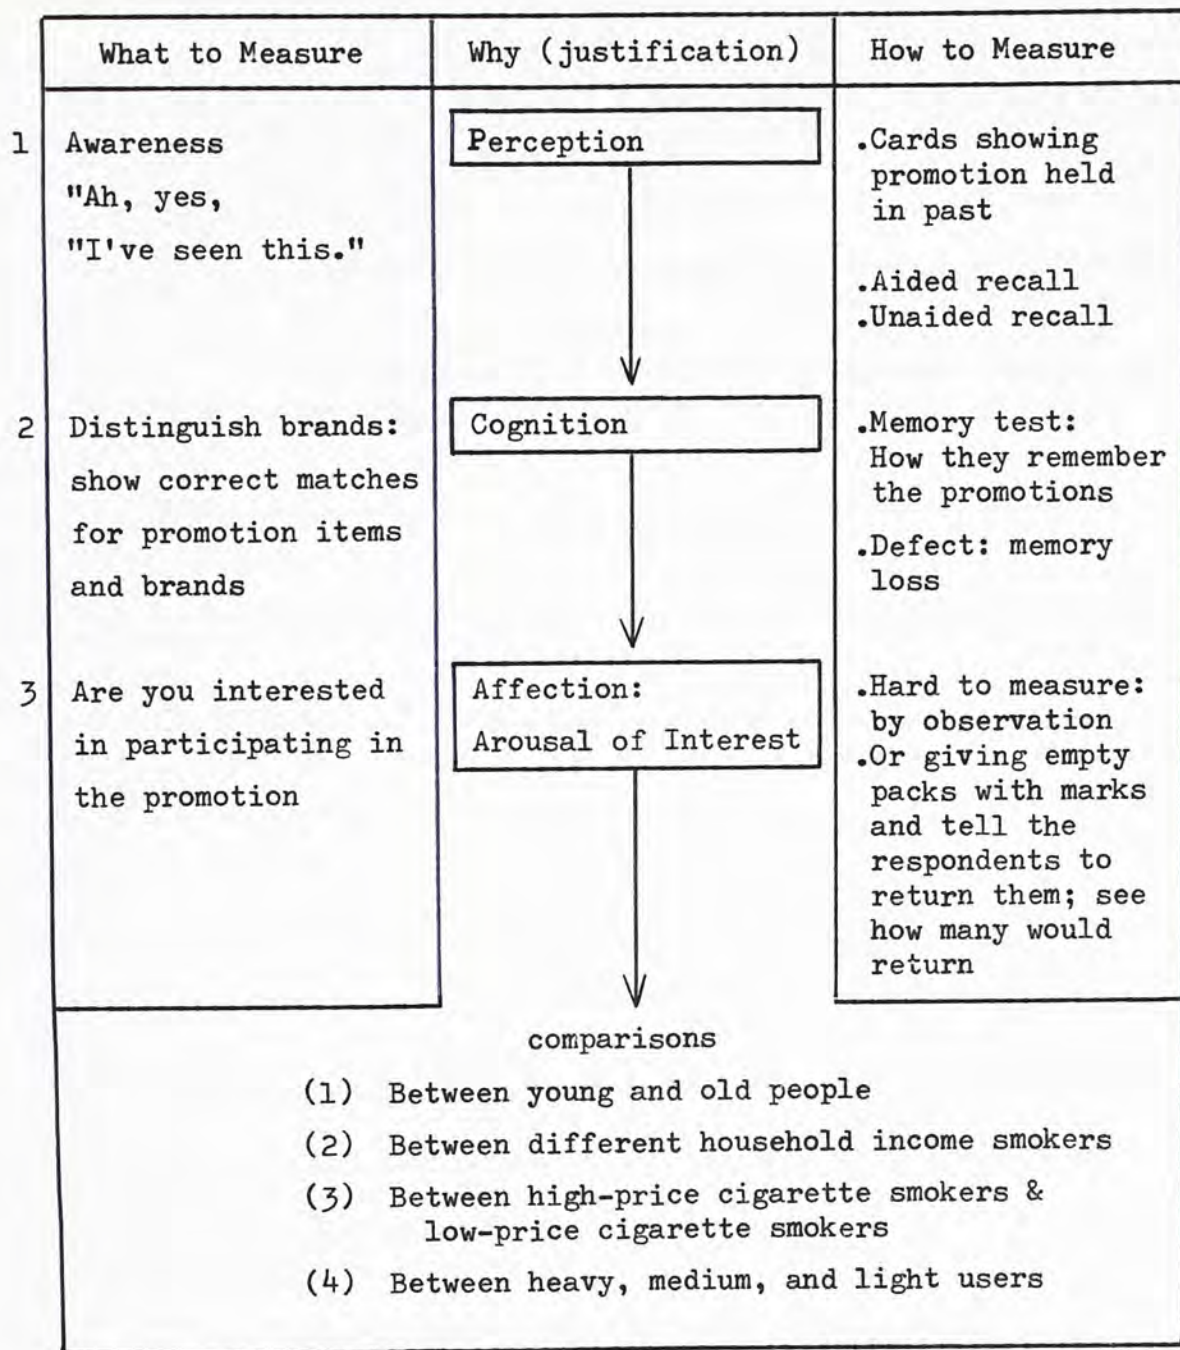 What to Measure
Why (justification)
How to Measure
1
Awareness
"Ah, yes,
"I've seen this."
Perception
.Cards showing
promotion held
in past
.Aided recall
.Unaided recall
2
Distinguish brands:
show correct matches
for promotion items
and brands
Cognition
.Memory test:
How they remember
the promotions
.Defect: memory
loss
3
Are you interested
in participating in
the promotion
Affection:
Arousal of Interest
.Hard to measure:
by observation
.Or giving empty
packs with marks
and tell the
respondents to
return them; see
how many would
return
comparisons
(1) Between young and old people
(2) Between different household income smokers
(3) Between high-price cigarette smokers &
low-price cigarette smokers
(4) Between heavy, medium, and light users